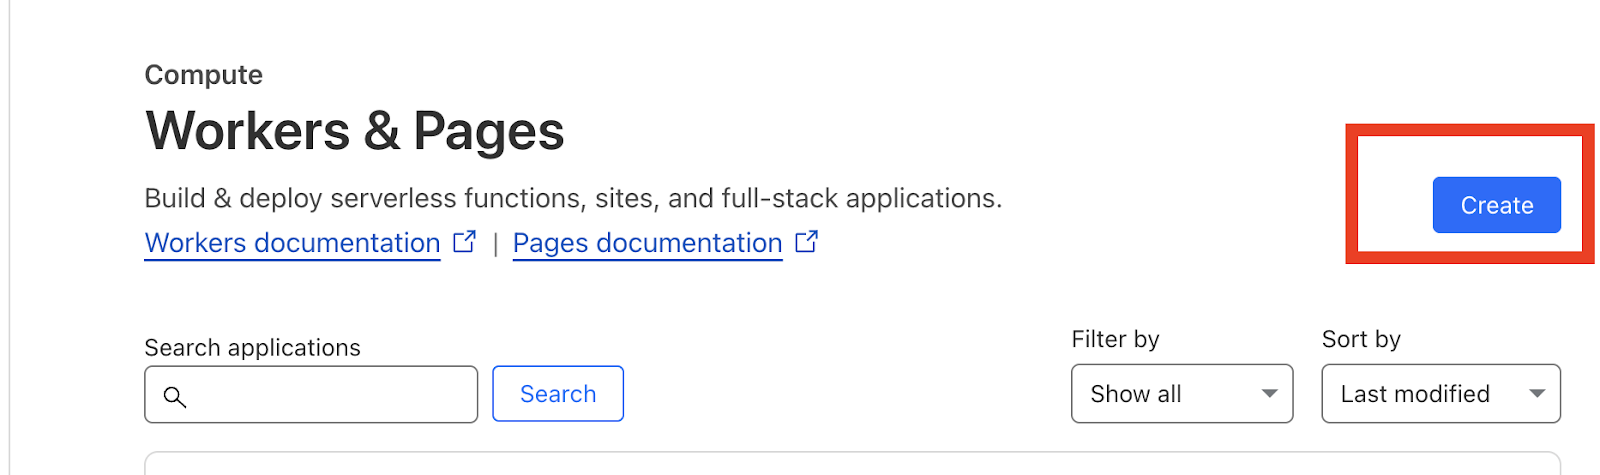 Compute
Workers & Pages
Build & deploy serverless functions, sites, and full-stack applications.
Workers documentation | Pages documentation
Create
Search applications
Search
Filter by
Show all
Sort by
Last modified